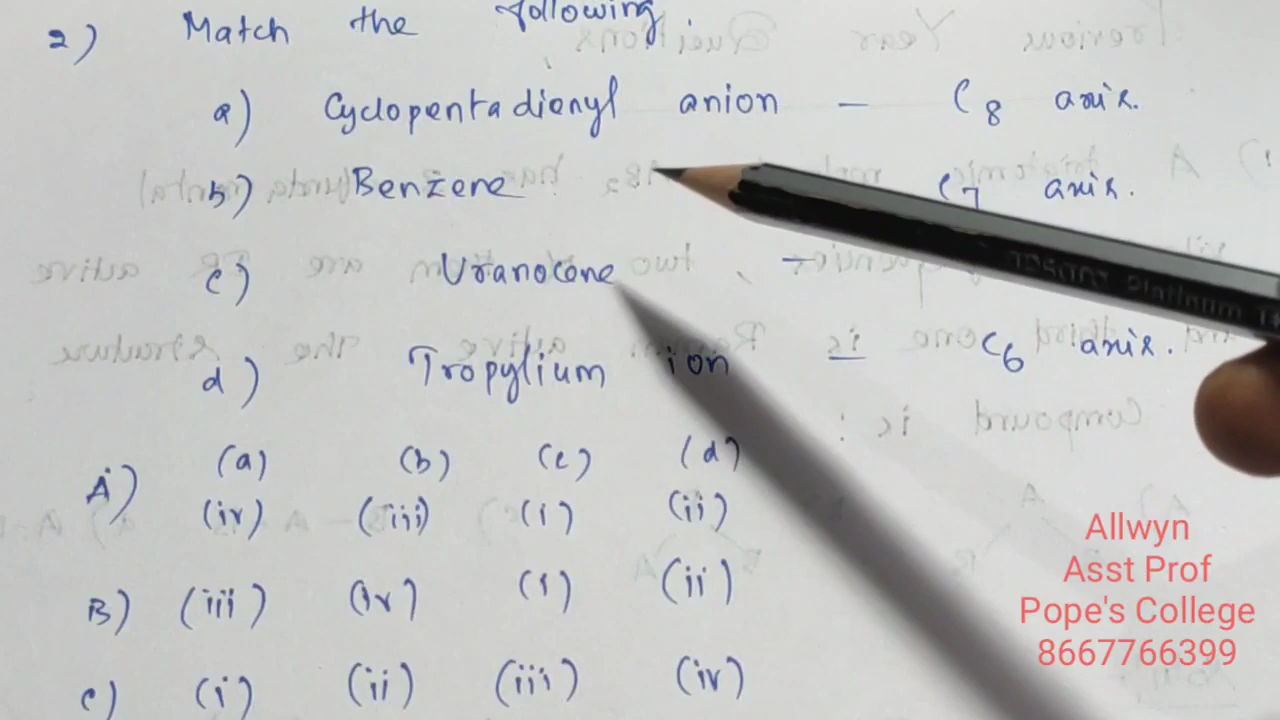 2) Match the following.
a) Cyclopentadienyl anion — C8 axis.
b) Benzene C7 axis.
c) Uranocene —
d) Tropylium ion — C6 axis.
A) (a) (b) (c) (d)
(iv) (iii) (i) (ii)
B) (iii) (iv) (i) (ii)
C) (i) (ii) (iii) (iv)
Allwyn
Asst Prof
Pope's College
8667766399